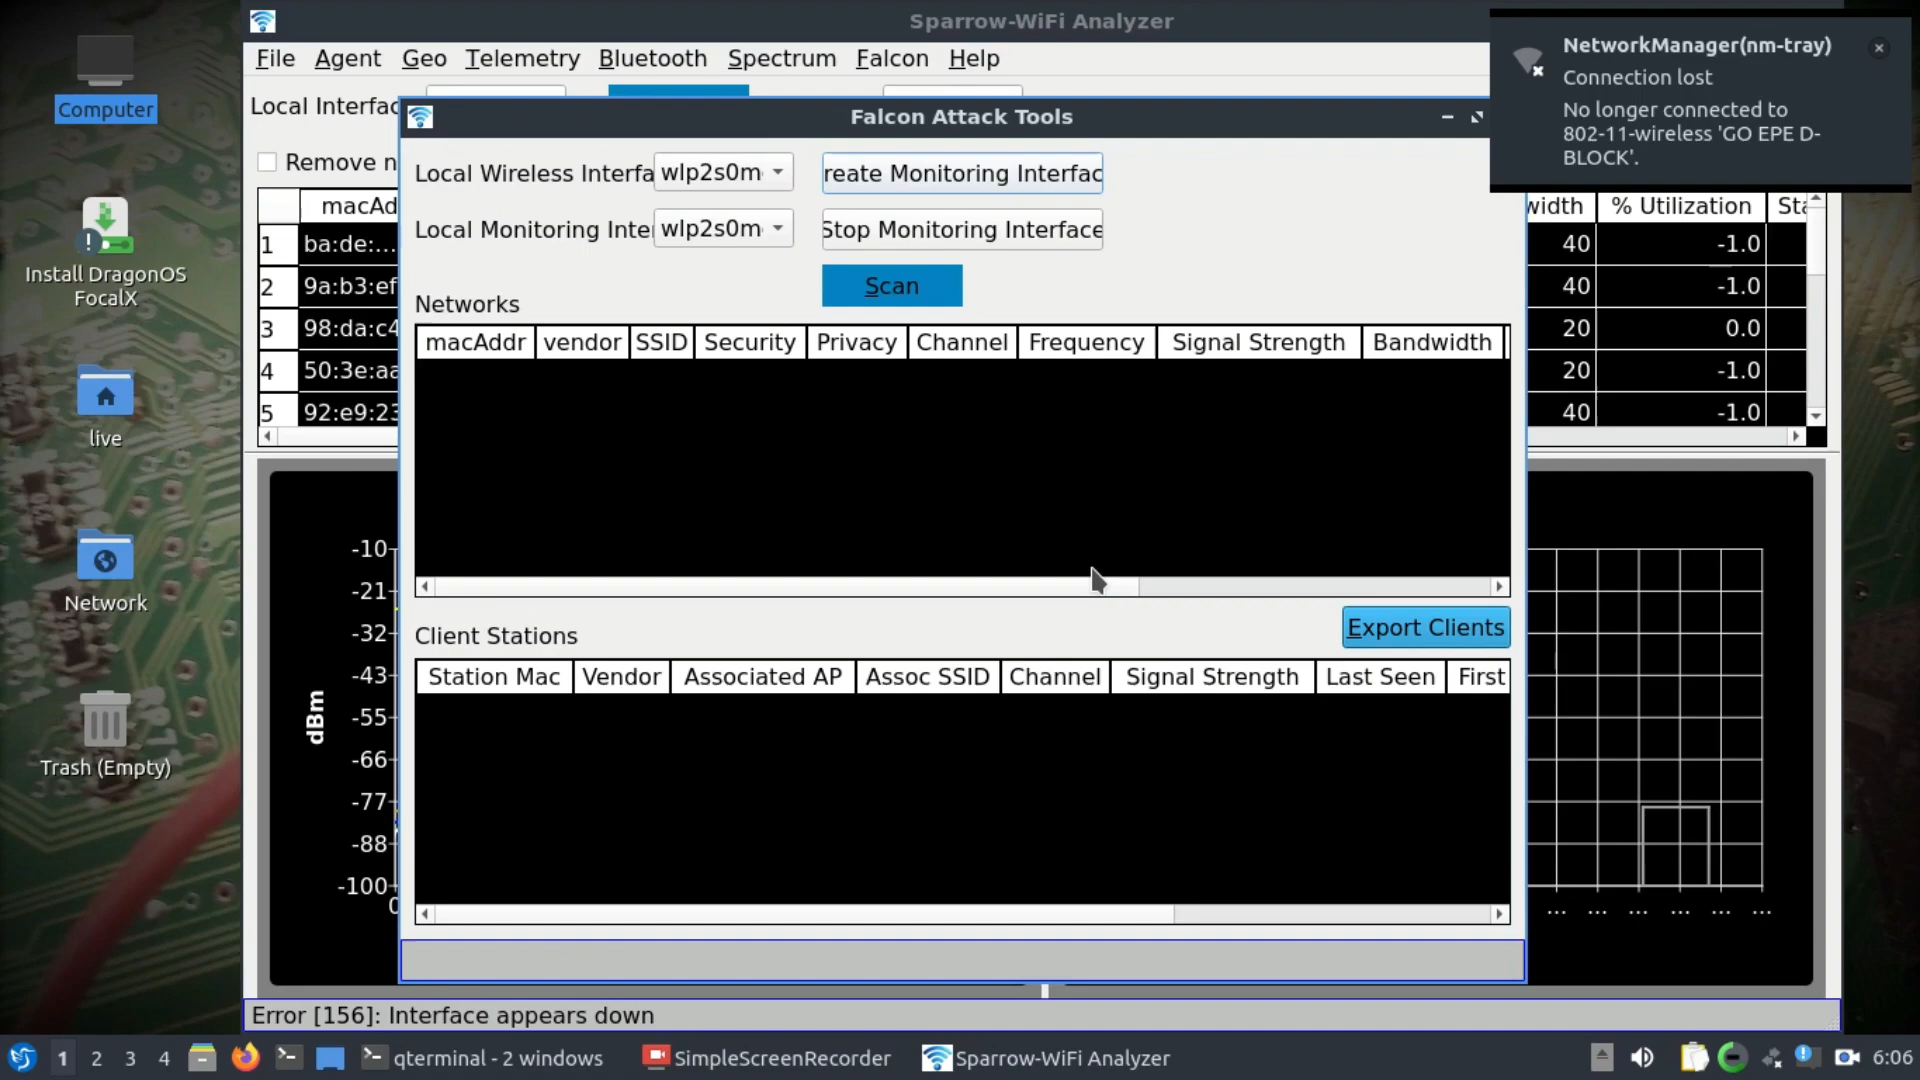 Sparrow-WiFi Analyzer
File Agent Geo Telemetry Bluetooth Spectrum Falcon Help
Local Interfac
Remove n
macAd
1 ba:de:...
2 9a:b3:ef
3 98:da:c4
4 50:3e:aa
5 92:e9:23
width % Utilization Sta
40 -1.0
40 -1.0
20 0.0
20 -1.0
40 -1.0
NetworkManager(nm-tray)
Connection lost
No longer connected to
802-11-wireless 'GO EPE D-
BLOCK'.
Computer
Install DragonOS
FocalX
live
Network
Trash (Empty)
Falcon Attack Tools
Local Wireless Interfa wlp2s0m reate Monitoring Interfac
Local Monitoring Inter wlp2s0m Stop Monitoring Interface
Scan
Networks
macAddr vendor SSID Security Privacy Channel Frequency Signal Strength Bandwidth
Export Clients
Client Stations
Station Mac Vendor Associated AP Assoc SSID Channel Signal Strength Last Seen First
dBm
-10
-21
-32
-43
-55
-66
-77
-88
-100
0
... ... ... ... ... ...
Error [156]: Interface appears down
1 2 3 4 qterminal - 2 windows SimpleScreenRecorder Sparrow-WiFi Analyzer 6:06